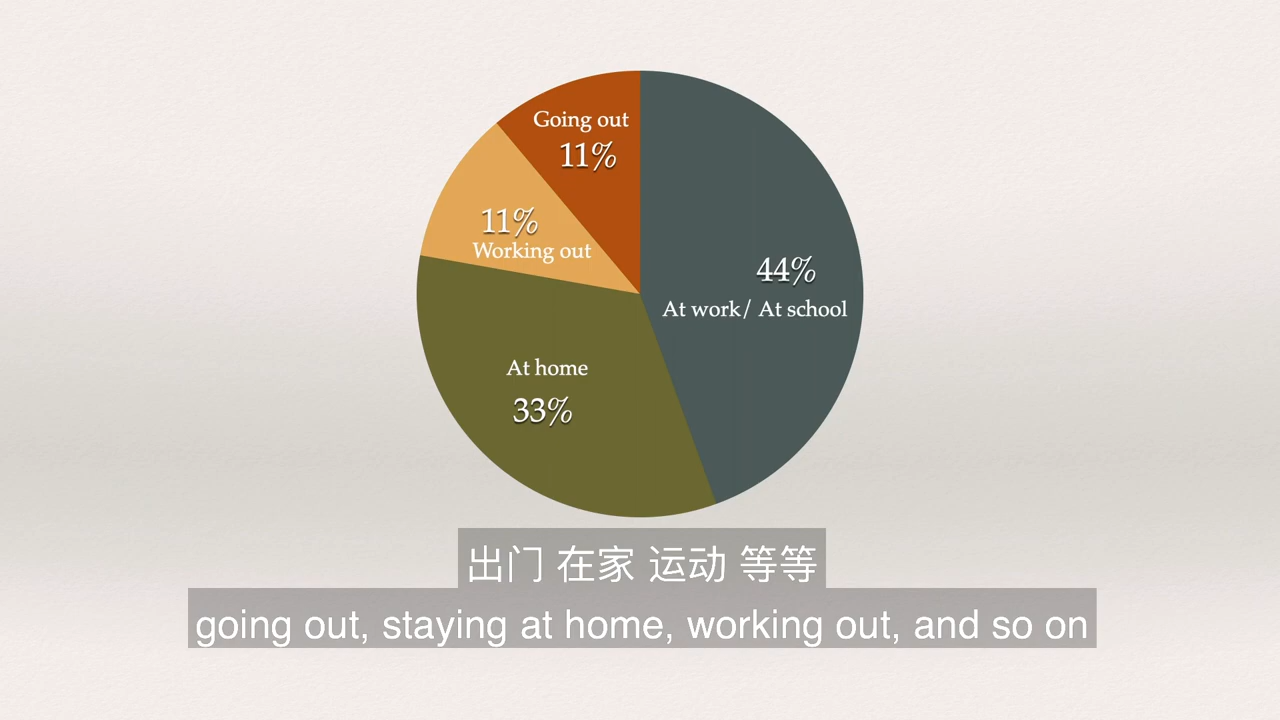 Going out
11%
11%
Working out
44%
At work/ At school
At home
33%
出门 在家 运动 等等
going out, staying at home, working out, and so on